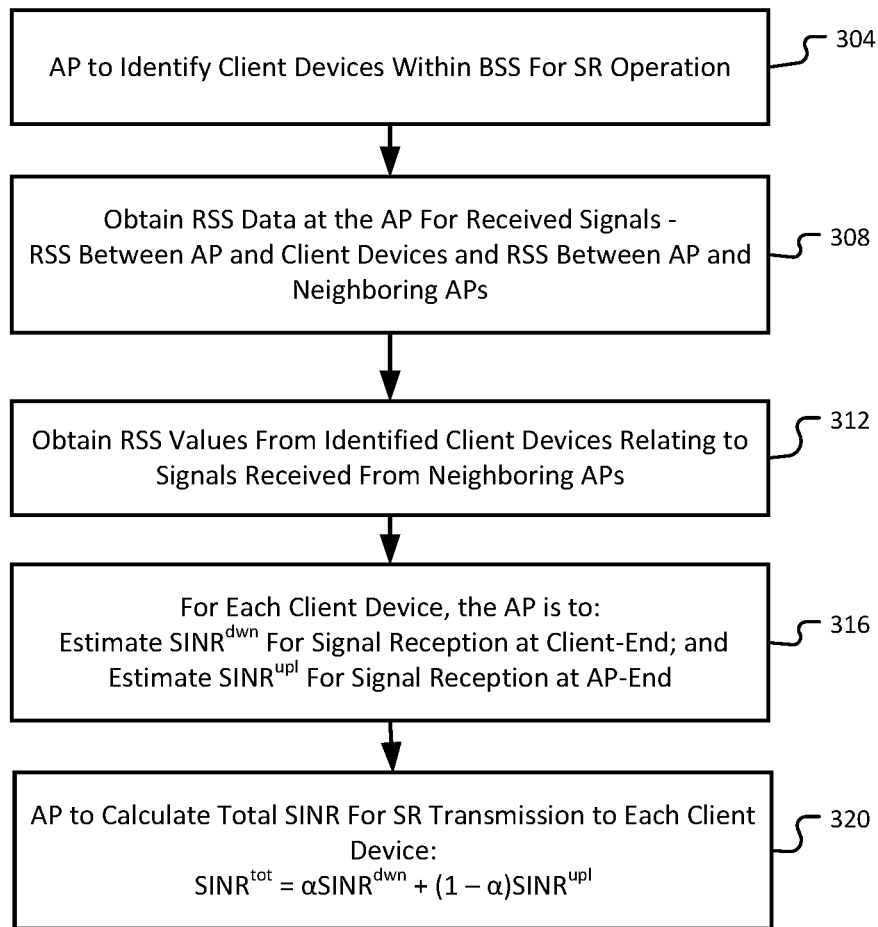 AP to Identify Client Devices Within BSS For SR Operation
304
Obtain RSS Data at the AP For Received Signals -
RSS Between AP and Client Devices and RSS Between AP and
Neighboring APs
308
Obtain RSS Values From Identified Client Devices Relating to
Signals Received From Neighboring APs
312
For Each Client Device, the AP is to:
Estimate SINR^dwn For Signal Reception at Client-End; and
Estimate SINR^upl For Signal Reception at AP-End
316
AP to Calculate Total SINR For SR Transmission to Each Client
Device:
SINR^tot = αSINR^dwn + (1 – α)SINR^upl
320